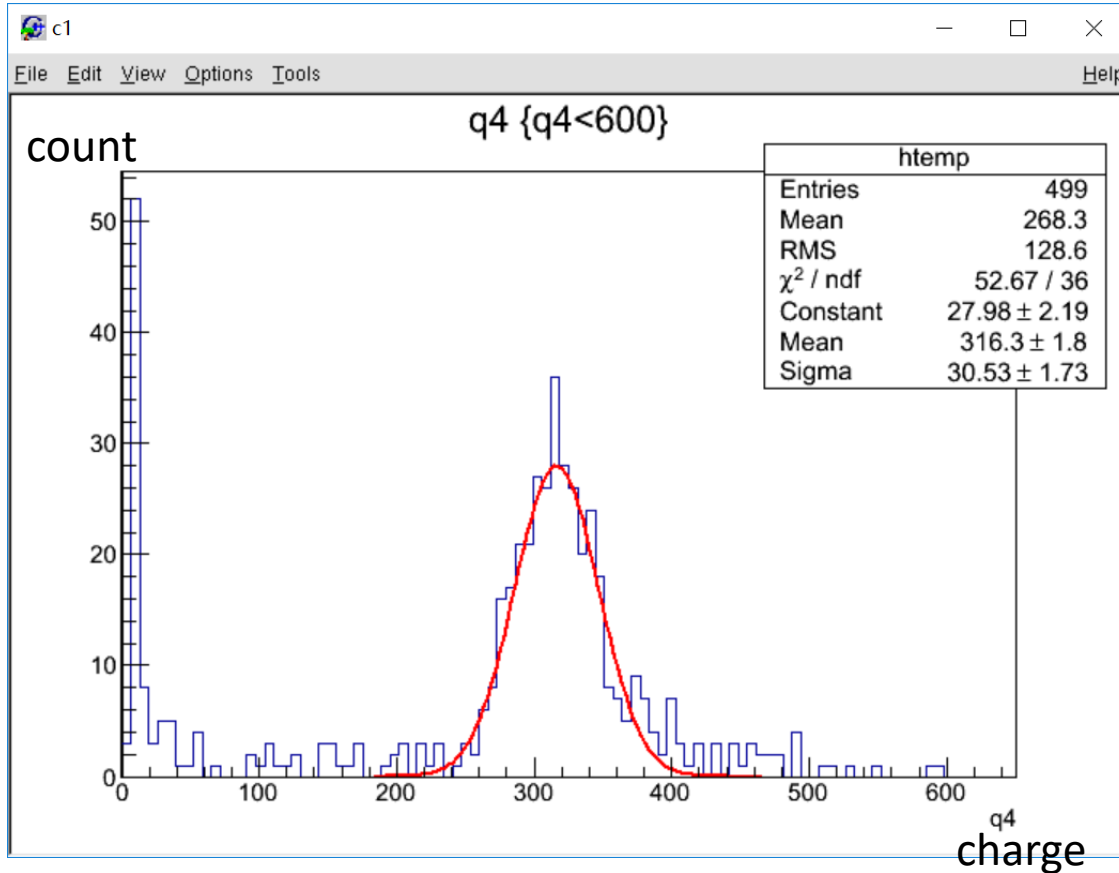 c1
File Edit View Options Tools Help
q4 {q4<600}
count
htemp
Entries 499
Mean 268.3
RMS 128.6
χ² / ndf 52.67 / 36
Constant 27.98 ± 2.19
Mean 316.3 ± 1.8
Sigma 30.53 ± 1.73
50
40
30
20
10
0
0 100 200 300 400 500 600
q4
charge